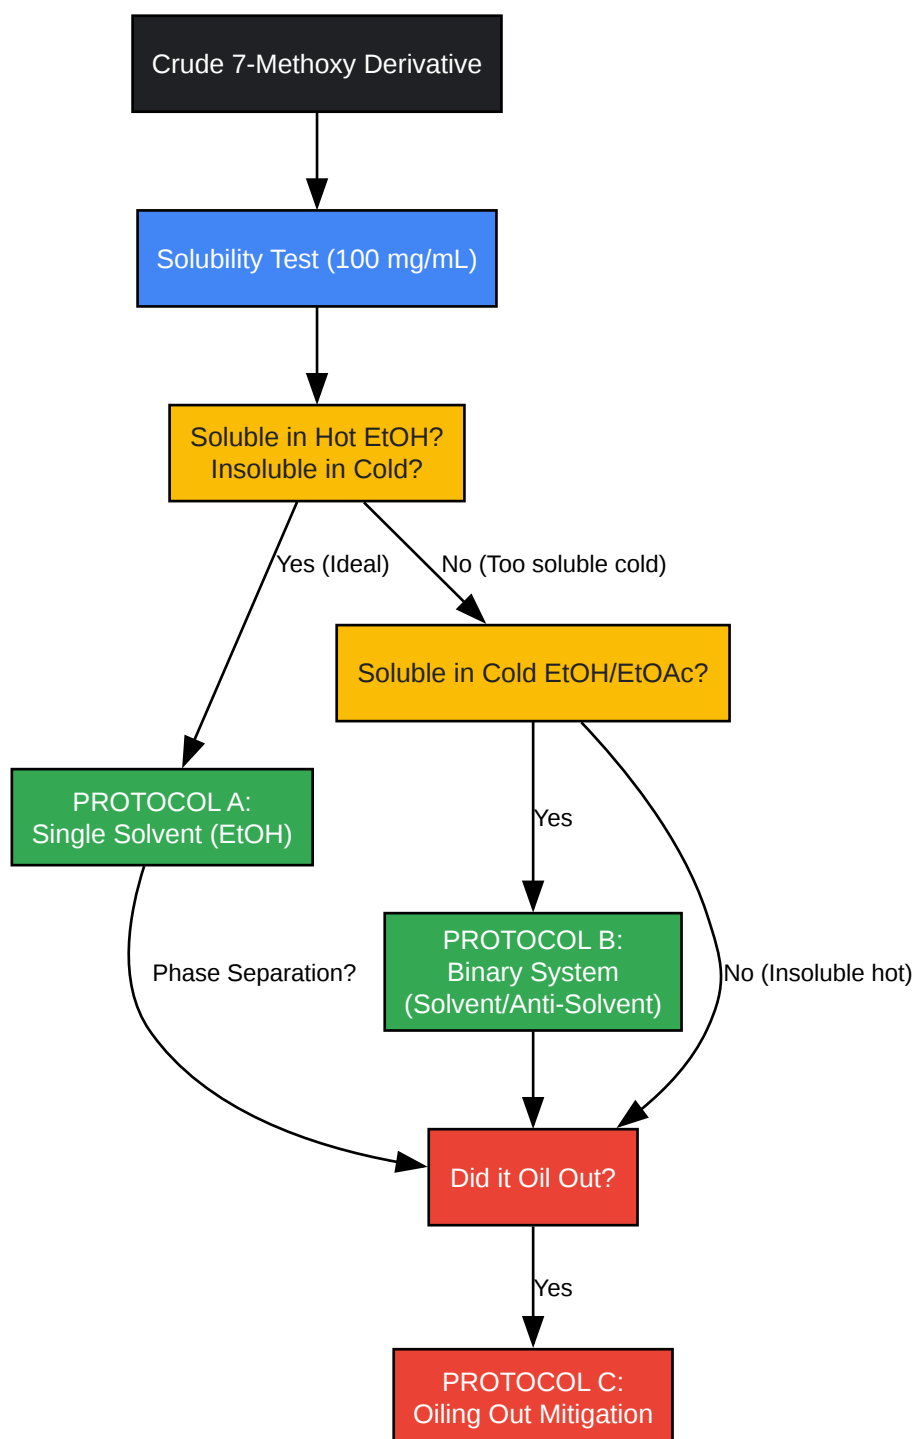 Crude 7-Methoxy Derivative
Solubility Test (100 mg/mL)
Soluble in Hot EtOH?
Insoluble in Cold?
Yes (Ideal)
No (Too soluble cold)
Soluble in Cold EtOH/EtOAc?
PROTOCOL A:
Single Solvent (EtOH)
Yes
PROTOCOL B:
Binary System
(Solvent/Anti-Solvent)
Phase Separation?
No (Insoluble hot)
Did it Oil Out?
Yes
PROTOCOL C:
Oiling Out Mitigation